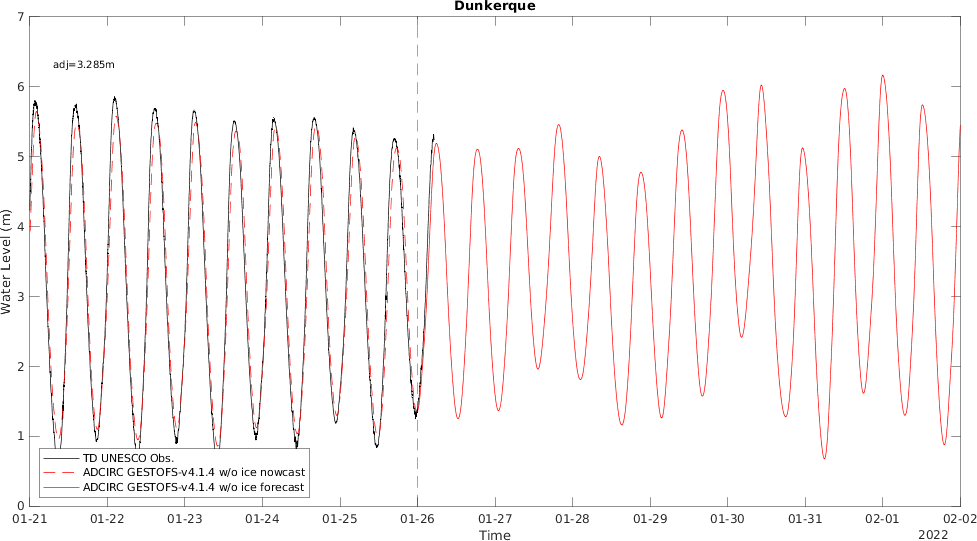 Dunkerque
adj=3.285m
Water Level (m)
7
6
5
4
3
2
1
0
TD UNESCO Obs.
ADCIRC GESTOFS-v4.1.4 w/o ice nowcast
ADCIRC GESTOFS-v4.1.4 w/o ice forecast
01-21 01-22 01-23 01-24 01-25 01-26 01-27 01-28 01-29 01-30 01-31 02-01 02-02
Time
2022